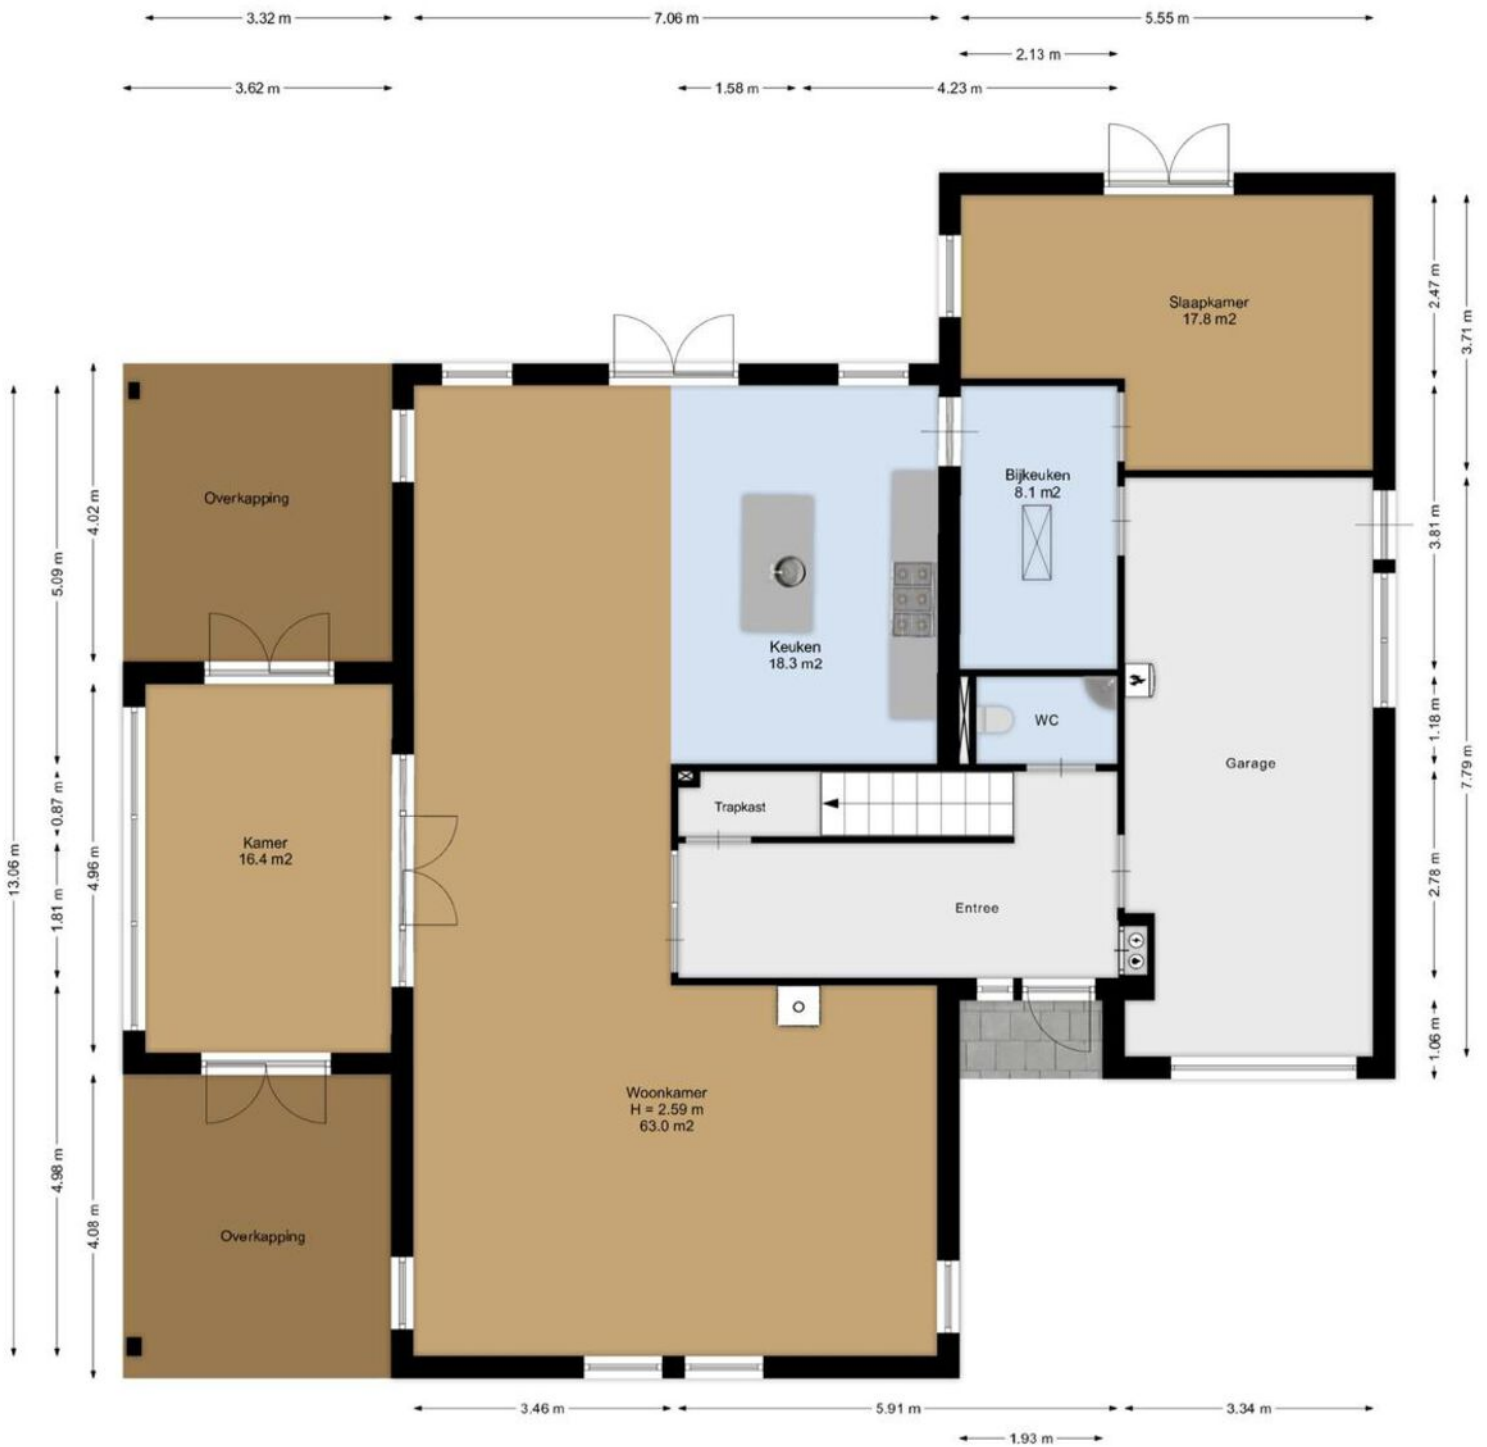 3.32 m
7.06 m
5.55 m
2.13 m
3.62 m
1.58 m
4.23 m
Slaapkamer
17.8 m2
2.47 m
3.71 m
Overkapping
4.02 m
5.09 m
13.06 m
Bijkeuken
8.1 m2
3.81 m
Keuken
18.3 m2
WC
1.18 m
Garage
7.79 m
Trapkast
0.87 m
Kamer
16.4 m2
4.96 m
1.81 m
Entree
2.78 m
1.06 m
Woonkamer
H = 2.59 m
63.0 m2
4.98 m
4.08 m
Overkapping
3.46 m
5.91 m
3.34 m
1.93 m